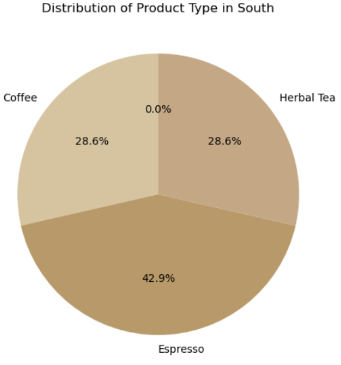 Distribution of Product Type in South
Coffee
Herbal Tea
0.0%
28.6%
28.6%
42.9%
Espresso